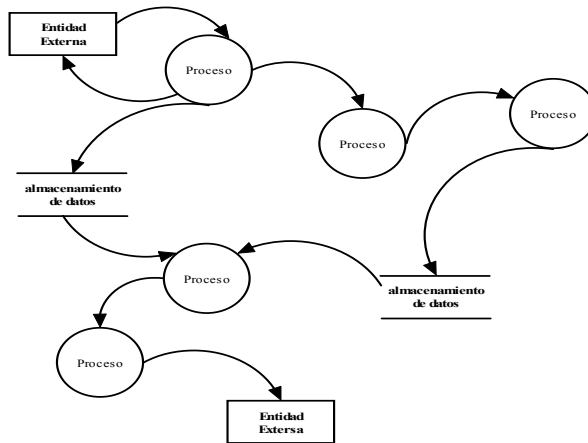 Entidad
Externa
Proceso
Proceso
Proceso
almacenamiento
de datos
Proceso
almacenamiento
de datos
Proceso
Entidad
Extersa